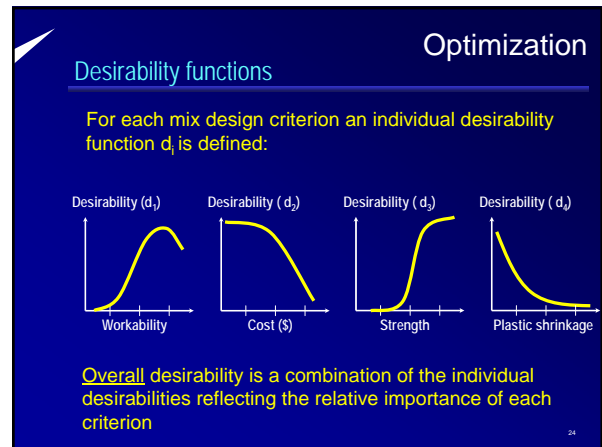 Optimization
Desirability functions
For each mix design criterion an individual desirability
function di is defined:
Desirability (d1) Desirability ( d2) Desirability ( d3) Desirability ( d4)
Workability Cost ($) Strength Plastic shrinkage
Overall desirability is a combination of the individual
desirabilities reflecting the relative importance of each
criterion
24